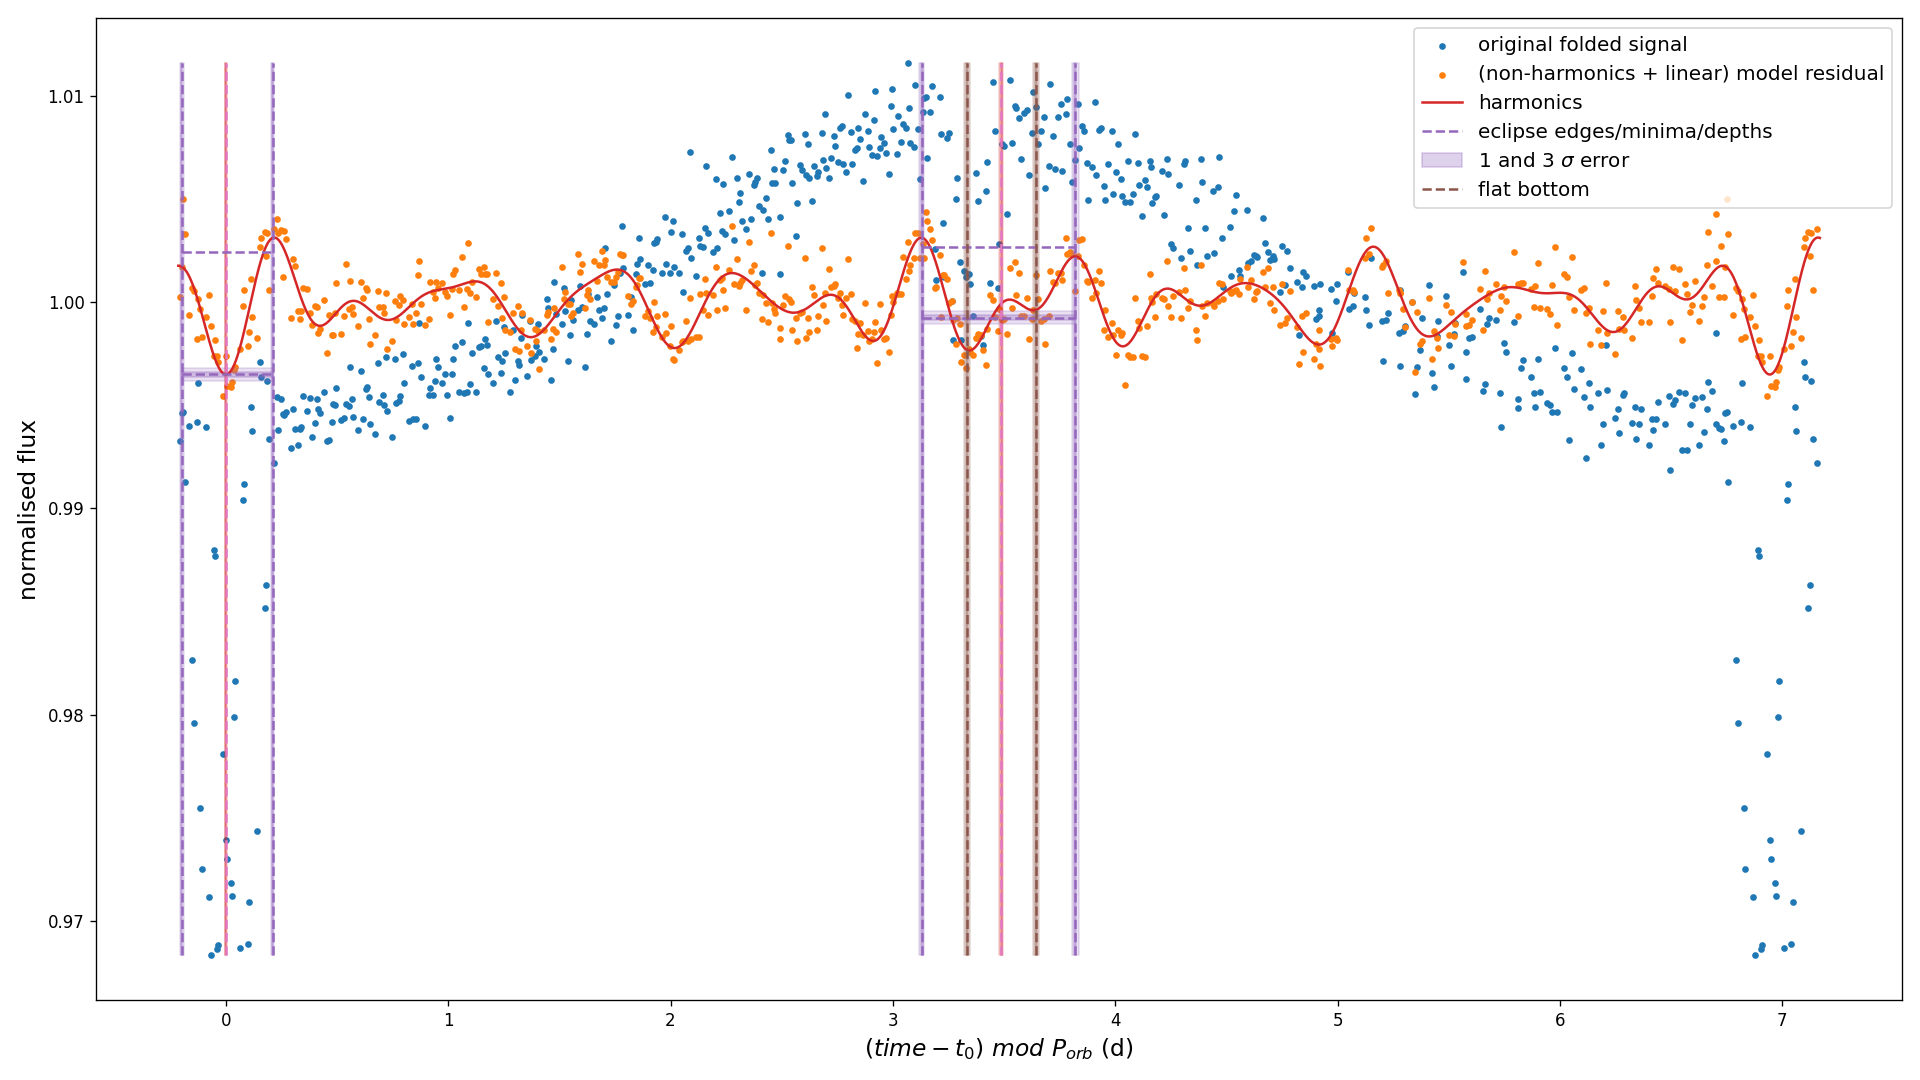 original folded signal
(non-harmonics + linear) model residual
harmonics
eclipse edges/minima/depths
1 and 3 σ error
flat bottom
1.01
1.00
0.99
0.98
0.97
normalised flux
0 1 2 3 4 5 6 7
(time − t₀) mod P_orb (d)